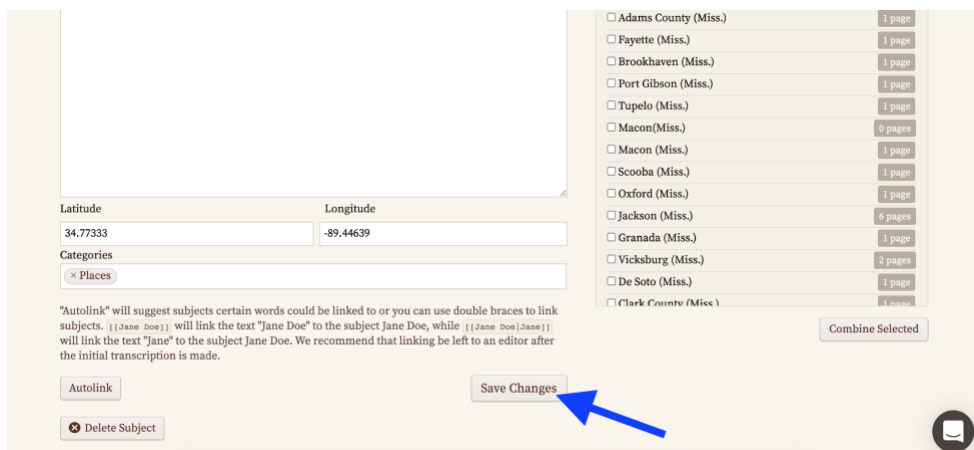 Latitude
Longitude
34.77333
-89.44639
Categories
× Places
"Autolink" will suggest subjects certain words could be linked to or you can use double braces to link
subjects. [[Jane Doe]] will link the text "Jane Doe" to the subject Jane Doe, while [[Jane Doe|Jane]]
will link the text "Jane" to the subject Jane Doe. We recommend that linking be left to an editor after
the initial transcription is made.
Autolink
Save Changes
Delete Subject
Adams County (Miss.) 1 page
Fayette (Miss.) 1 page
Brookhaven (Miss.) 1 page
Port Gibson (Miss.) 1 page
Tupelo (Miss.) 1 page
Macon(Miss.) 0 pages
Macon (Miss.) 1 page
Scooba (Miss.) 1 page
Oxford (Miss.) 1 page
Jackson (Miss.) 6 pages
Granada (Miss.) 1 page
Vicksburg (Miss.) 2 pages
De Soto (Miss.) 1 page
Clark County (Miss.) 1 page
Combine Selected